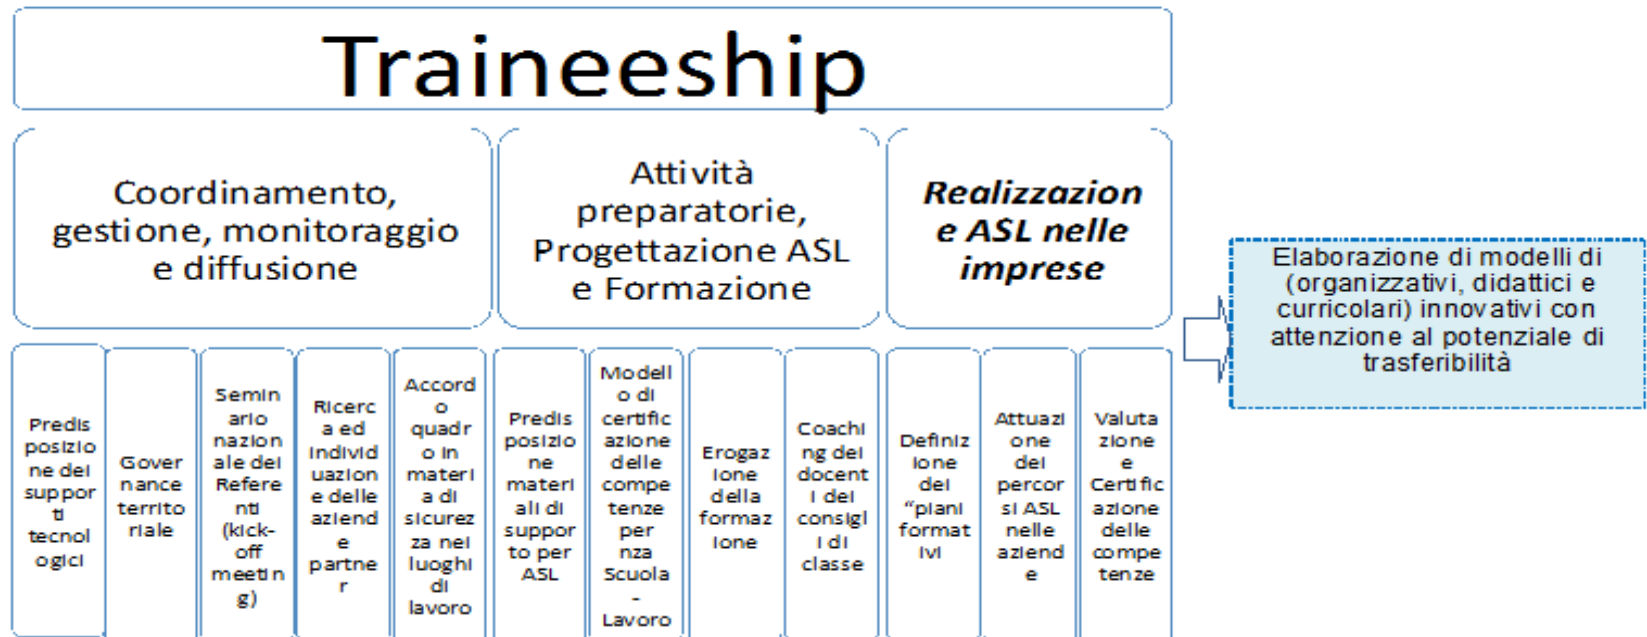 Traineeship
Coordinamento,
gestione, monitoraggio
e diffusione
Attività
preparatorie,
Progettazione ASL
e Formazione
Realizzazion
e ASL nelle
imprese
Elaborazione di modelli di
(organizzativi, didattici e
curricolari) innovativi con
attenzione al potenziale di
trasferibilità
Predis
posizio
ne dei
suppor
ti
tecnol
ogici
Gover
nance
territo
riale
Semin
ario
nazion
ale dei
Refere
nti
(kick-
off
meetin
g)
Ricerc
a ed
individ
uazion
e delle
aziend
e
partne
r
Accord
o
quadr
o in
materi
a di
sicurez
za nei
luoghi
di
lavoro
Predis
posizio
ne
materi
ali di
suppor
to per
ASL
Modell
o di
certific
azione
delle
compe
tenze
per
nza
Scuola
-
Lavoro
Erogaz
ione
della
formaz
ione
Coachi
ng dei
docent
i dei
consigl
i di
classe
Definiz
ione
dei
“piani
format
ivi
Attuazi
one
dei
percor
si ASL
nelle
aziend
e
Valuta
zione
e
Certific
azione
delle
compe
tenze